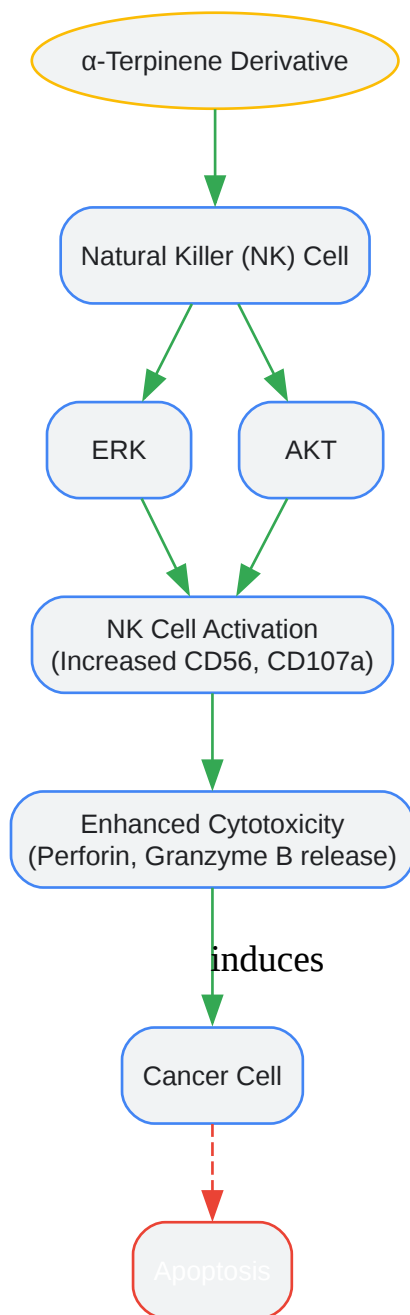 α-Terpinene Derivative
Natural Killer (NK) Cell
ERK
AKT
NK Cell Activation
(Increased CD56, CD107a)
Enhanced Cytotoxicity
(Perforin, Granzyme B release)
induces
Cancer Cell
Apoptosis